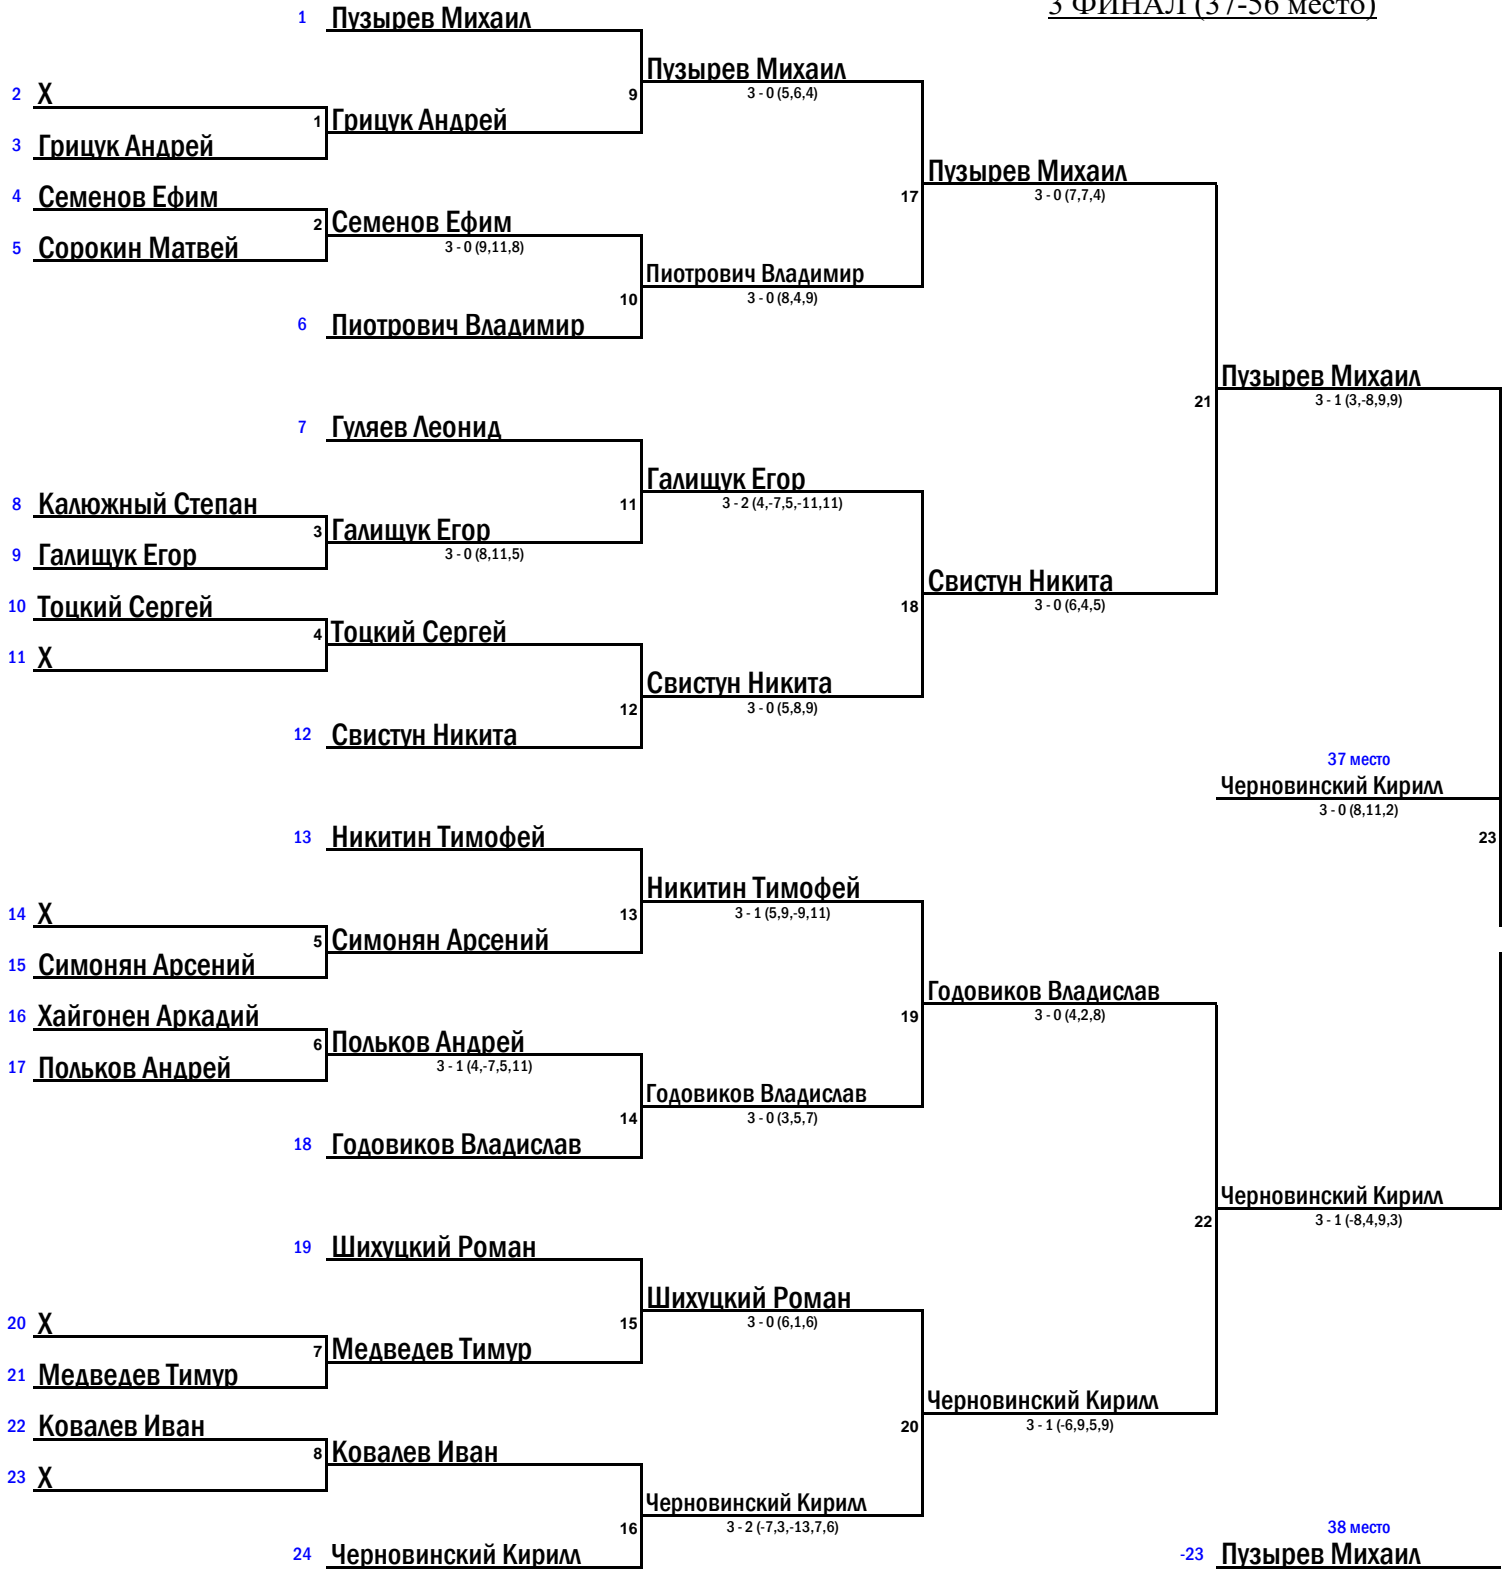 3 ФИНАЛ (37-56 место)
1 Пузырев Михаил
Пузырев Михаил
2 X
9 3 - 0 (5,6,4)
1 Грицук Андрей
3 Грицук Андрей
Пузырев Михаил
4 Семенов Ефим
17 3 - 0 (7,7,4)
2 Семенов Ефим
5 Сорокин Матвей
3 - 0 (9,11,8)
Пиотрович Владимир
10 3 - 0 (8,4,9)
6 Пиотрович Владимир
Пузырев Михаил
21 3 - 1 (3,-8,9,9)
7 Гуляев Леонид
Галищук Егор
8 Калюжный Степан
11 3 - 2 (4,-7,5,-11,11)
3 Галищук Егор
9 Галищук Егор
3 - 0 (8,11,5)
Свистун Никита
10 Тоцкий Сергей
18 3 - 0 (6,4,5)
4 Тоцкий Сергей
11 X
Свистун Никита
12 3 - 0 (5,8,9)
12 Свистун Никита
37 место
Черновинский Кирилл
3 - 0 (8,11,2)
13 Никитин Тимофей
23
Никитин Тимофей
14 X
13 3 - 1 (5,9,-9,11)
5 Симонян Арсений
15 Симонян Арсений
Годовиков Владислав
16 Хайгонен Аркадий
19 3 - 0 (4,2,8)
6 Польков Андрей
17 Польков Андрей
3 - 1 (4,-7,5,11)
Годовиков Владислав
14 3 - 0 (3,5,7)
18 Годовиков Владислав
Черновинский Кирилл
22 3 - 1 (-8,4,9,3)
19 Шихуцкий Роман
Шихуцкий Роман
20 X
15 3 - 0 (6,1,6)
7 Медведев Тимур
21 Медведев Тимур
Черновинский Кирилл
22 Ковалев Иван
20 3 - 1 (-6,9,5,9)
8 Ковалев Иван
23 X
Черновинский Кирилл
16 3 - 2 (-7,3,-13,7,6)
38 место
24 Черновинский Кирилл
-23 Пузырев Михаил